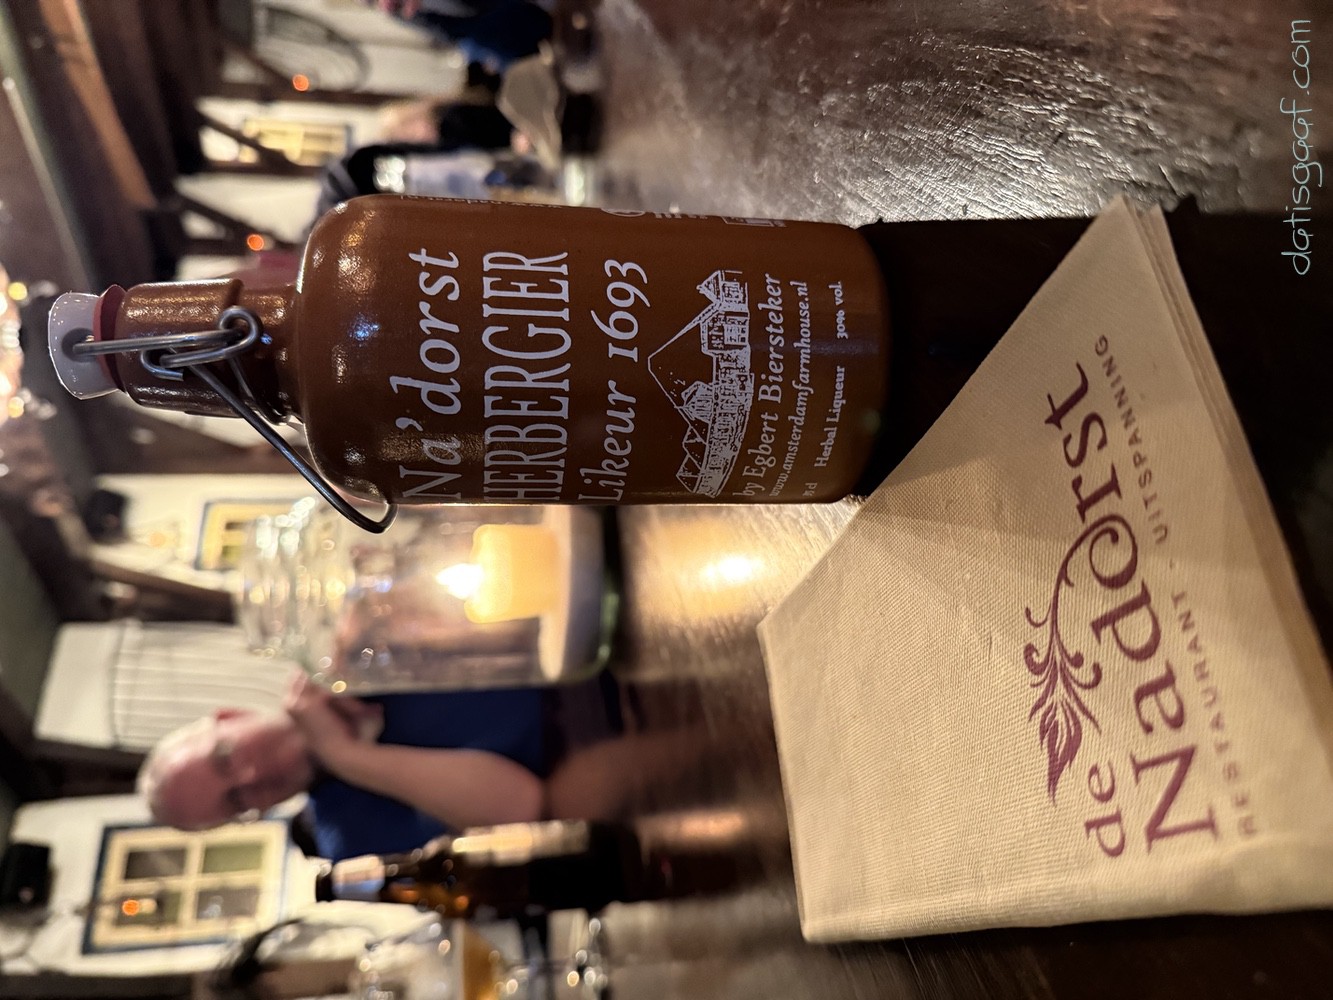 Na'dorst
HERBERGIER
Likeur 1693
by Egbert Biersteker
www.amsterdamfarmhouse.nl
Herbal Liqueur 30% vol.
de
Nadorst
RESTAURANT - UITSPANNING
datisgaaf.com